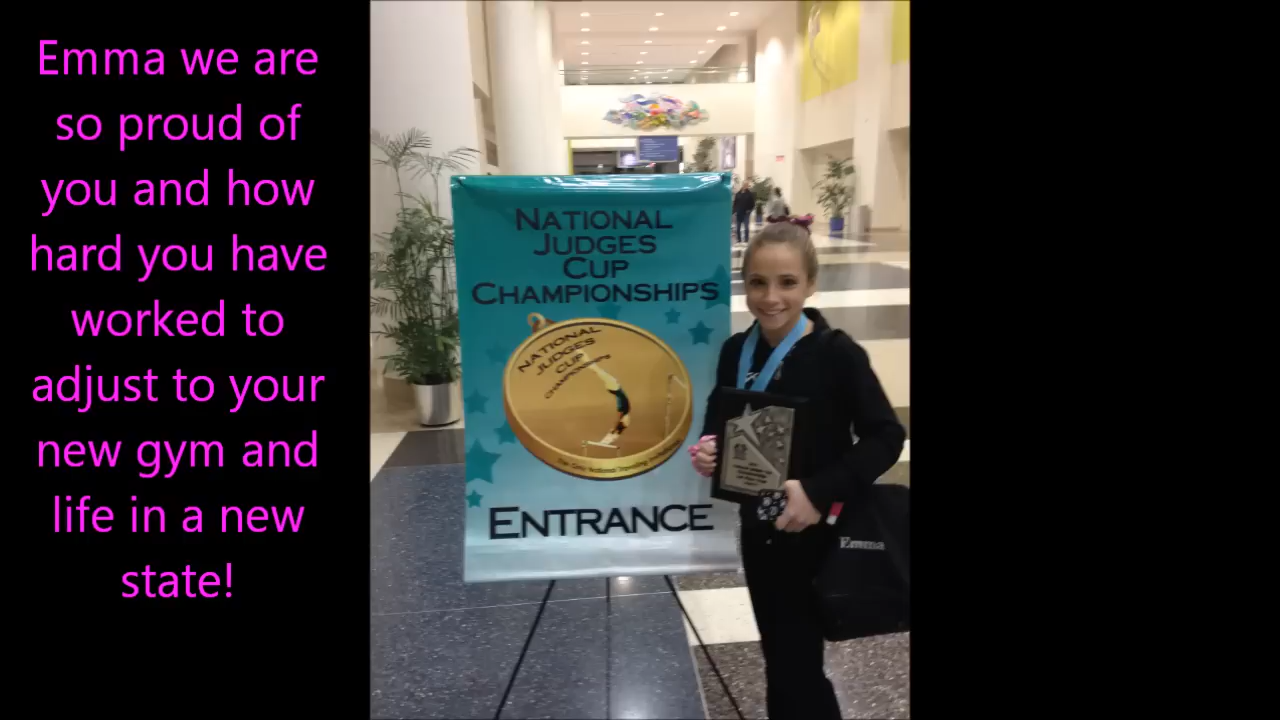 Emma we are
so proud of
you and how
hard you have
worked to
adjust to your
new gym and
life in a new
state!
NATIONAL
JUDGES
CUP
CHAMPIONSHIPS
NATIONAL
JUDGES
CUP
CHAMPIONSHIPS
ENTRANCE
Emma